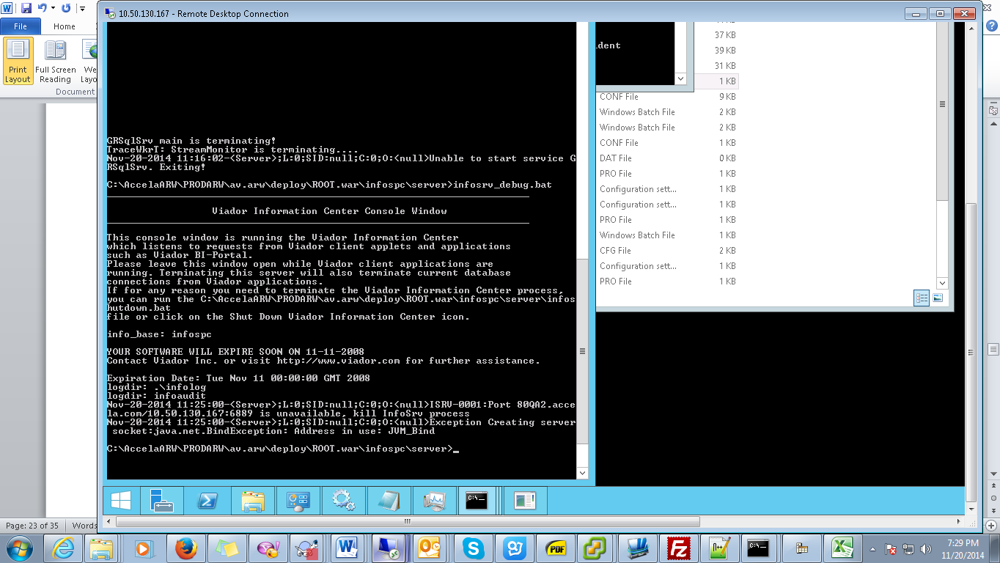 10.50.130.167 - Remote Desktop Connection
File
Home
Print Layout
Full Screen Reading
We
Layo
Document
ident
37 KB
39 KB
31 KB
1 KB
CONF File 9 KB
Windows Batch File 2 KB
Windows Batch File 2 KB
CONF File 1 KB
DAT File 0 KB
PRO File 1 KB
Configuration sett... 1 KB
Configuration sett... 1 KB
PRO File 1 KB
Windows Batch File 1 KB
CFG File 2 KB
Configuration sett... 1 KB
PRO File 1 KB
GRSqlSrv main is terminating!
TraceWkrT: StreamMonitor is terminating....
Nov-20-2014 11:16:02-<Server>;L:0;SID:null;C:0;O:<null>Unable to start service G
RSqlSrv. Exiting!
C:\AccelaARW\PRODARW\av.arw\deploy\ROOT.war\infospc\server>infosrv_debug.bat
Viador Information Center Console Window
This console window is running the Viador Information Center
which listens to requests from Viador client applets and applications
such as Viador BI-Portal.
Please leave this window open while Viador client applications are
running. Terminating this server will also terminate current database
connections from Viador applications.
If for any reason you need to terminate the Viador Information Center process,
you can run the C:\AccelaARW\PRODARW\av.arw\deploy\ROOT.war\infospc\server\infos
hutdown.bat
file or click on the Shut Down Viador Information Center icon.
info_base: infospc
YOUR SOFTWARE WILL EXPIRE SOON ON 11-11-2008
Contact Viador Inc. or visit http://www.viador.com for further assistance.
Expiration Date: Tue Nov 11 00:00:00 GMT 2008
logdir: .\infolog
logdir: infoaudit
Nov-20-2014 11:25:00-<Server>;L:0;SID:null;C:0;O:<null>ISRV-0001:Port 80QA2.acce
la.com/10.50.130.167:6889 is unavailable, kill InfoSrv process
Nov-20-2014 11:25:00-<Server>;L:0;SID:null;C:0;O:<null>Exception Creating server
socket:java.net.BindException: Address in use: JVM_Bind
C:\AccelaARW\PRODARW\av.arw\deploy\ROOT.war\infospc\server>_
Page: 23 of 35
Words
7:29 PM
11/20/2014